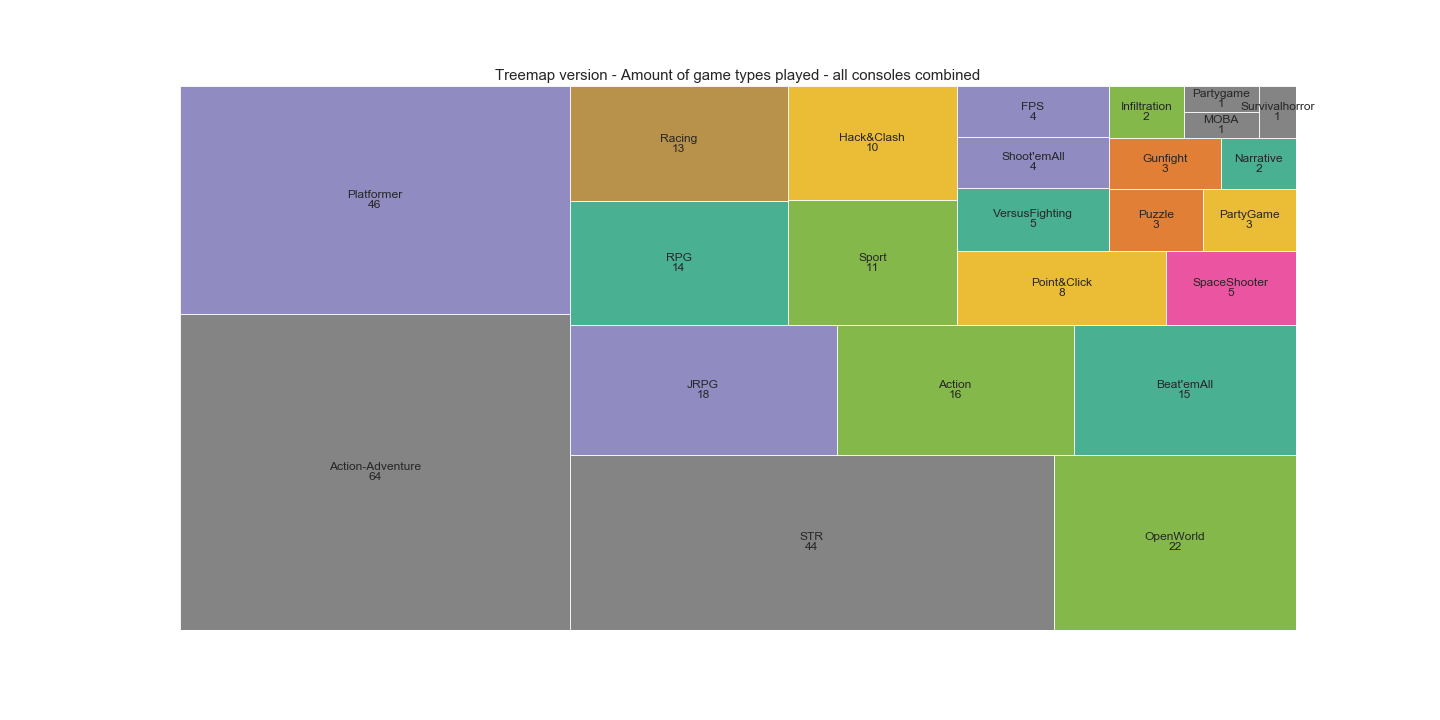 Treemap version - Amount of game types played - all consoles combined
Platformer
46
Action-Adventure
64
Racing
13
RPG
14
Hack&Clash
10
Sport
11
FPS
4
Shoot'emAll
4
VersusFighting
5
Point&Click
8
Infiltration
2
Partygame
1
MOBA
1
Survivalhorror
1
Gunfight
3
Narrative
2
Puzzle
3
PartyGame
3
SpaceShooter
5
JRPG
18
Action
16
Beat'emAll
15
STR
44
OpenWorld
22